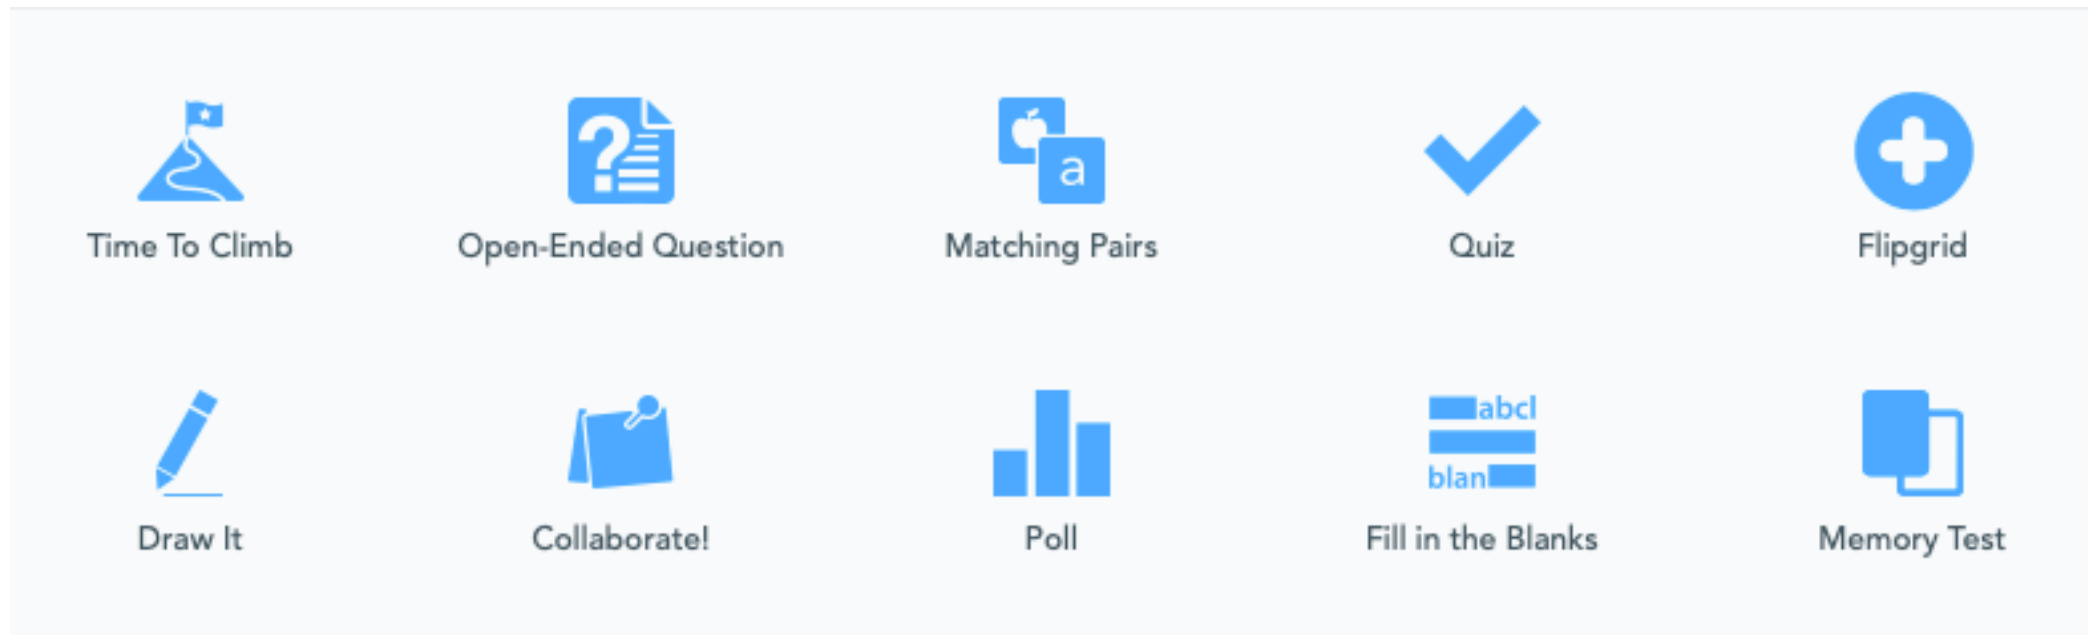 Time To Climb
Open-Ended Question
a
Matching Pairs
Quiz
Flipgrid
Draw It
Collaborate!
Poll
abcl
blan
Fill in the Blanks
Memory Test